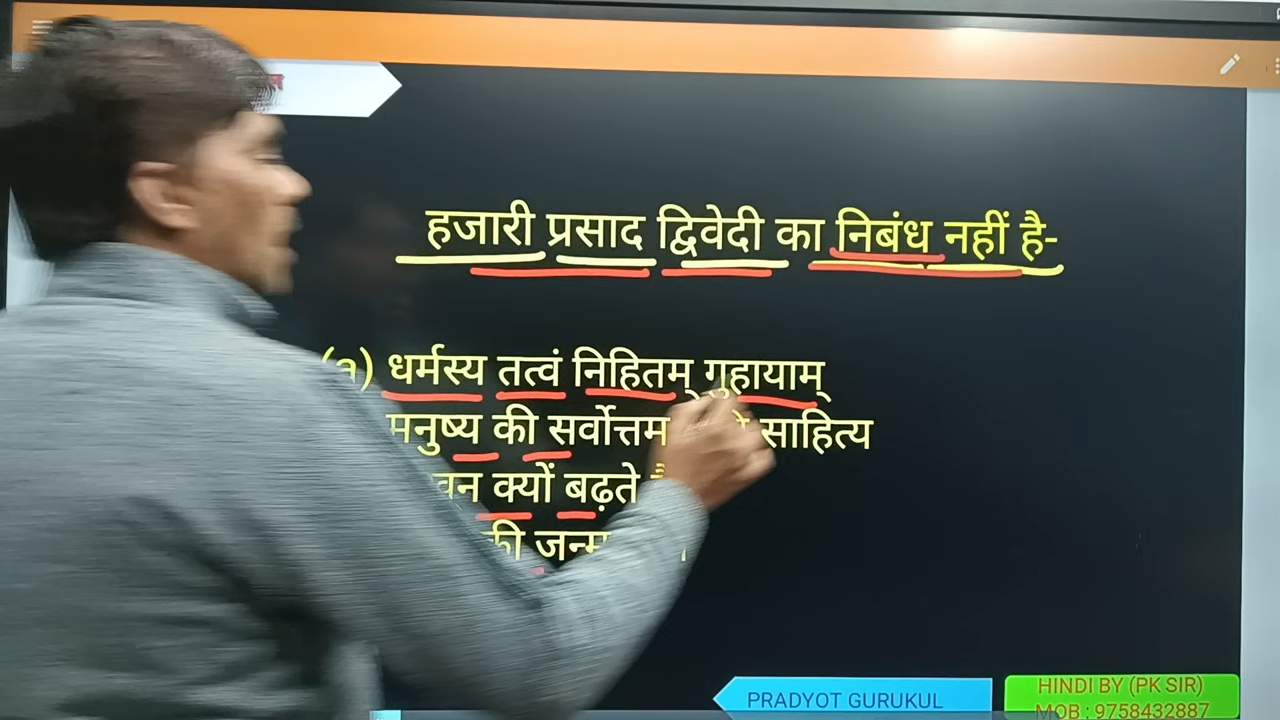 हजारी प्रसाद द्विवेदी का निबंध नहीं है-
(a) धर्मस्य तत्वं निहितम् गुहायाम्
मनुष्य की सर्वोत्तम साहित्य
क्यों बढ़ते
की
PRADYOT GURUKUL
HINDI BY (PK SIR)
MOB : 9758432887